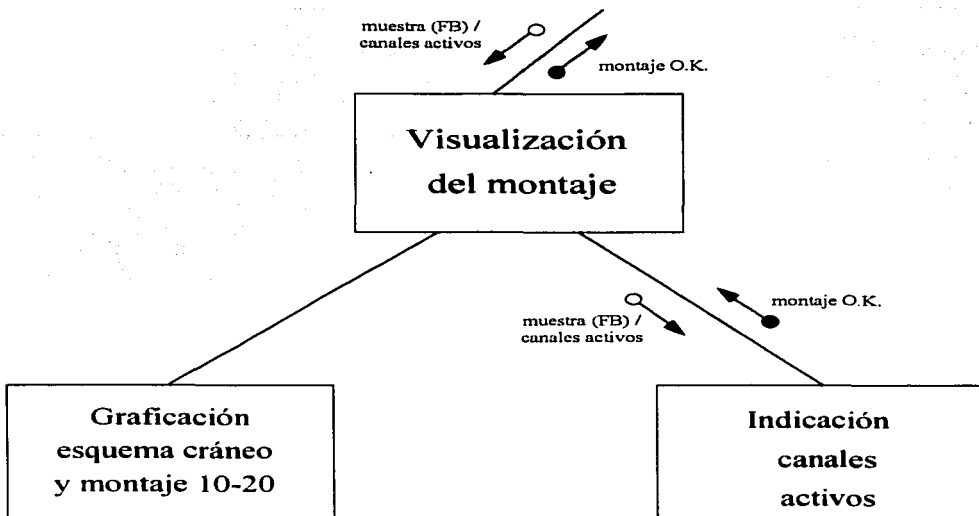 muestra (FB) /
canales activos
montaje O.K.
Visualización
del montaje
montaje O.K.
muestra (FB) /
canales activos
Graficación
esquema cráneo
y montaje 10-20
Indicación
canales
activos